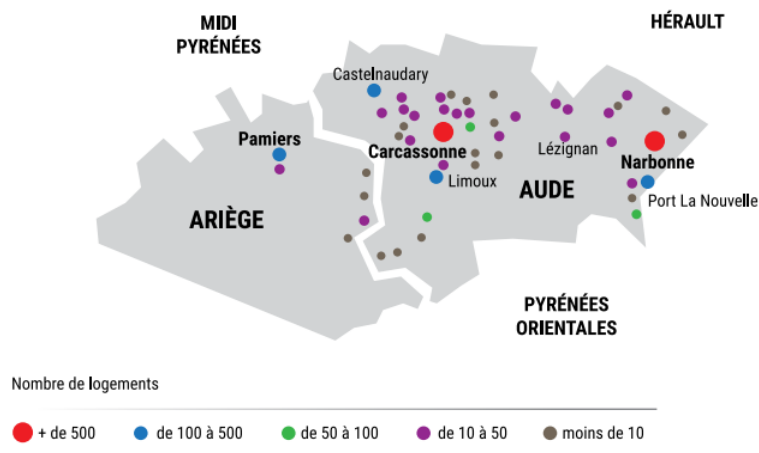 MIDI
PYRÉNÉES
HÉRAULT
Castelnaudary
Pamiers
Carcassonne
Lézignan
Narbonne
Limoux
AUDE
Port La Nouvelle
ARIÈGE
PYRÉNÉES
ORIENTALES
Nombre de logements
+ de 500
de 100 à 500
de 50 à 100
de 10 à 50
moins de 10